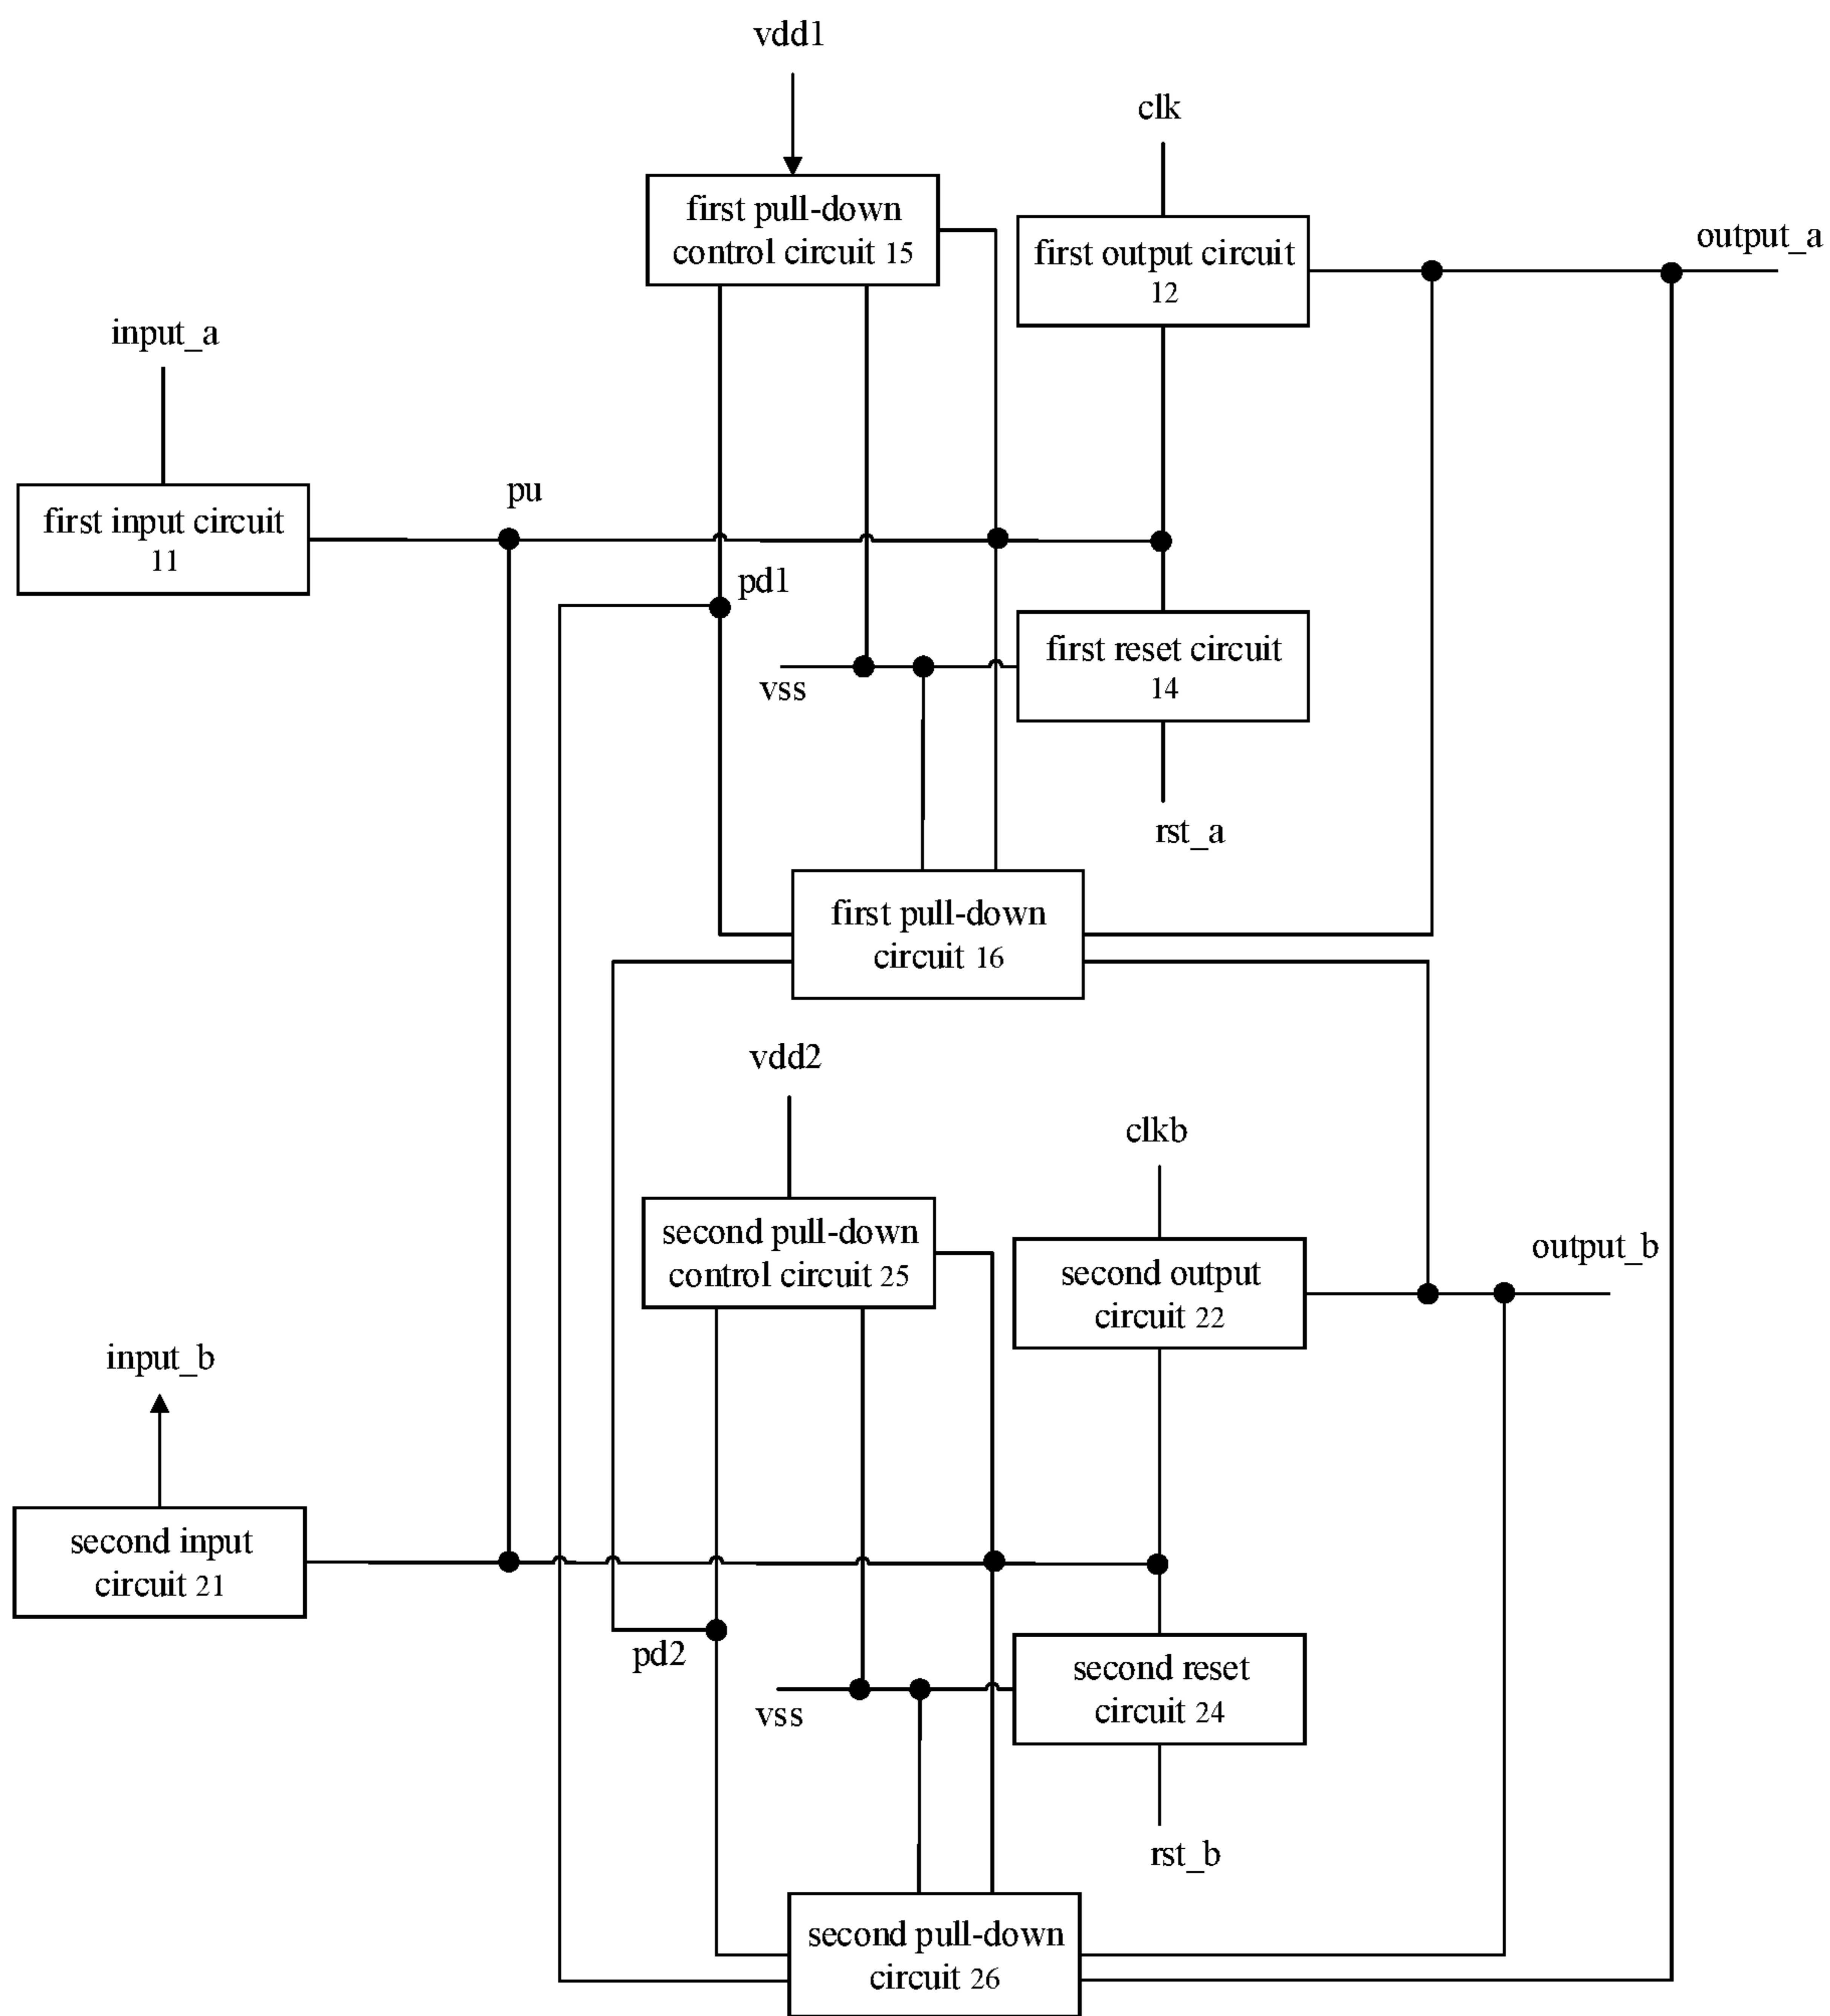 vdd1
clk
first pull-down
control circuit 15
first output circuit
12
output_a
input_a
first input circuit
11
pu
pd1
first reset circuit
14
vss
rst_a
first pull-down
circuit 16
vdd2
clkb
second pull-down
control circuit 25
second output
circuit 22
output_b
input_b
second input
circuit 21
pd2
second reset
circuit 24
vss
rst_b
second pull-down
circuit 26